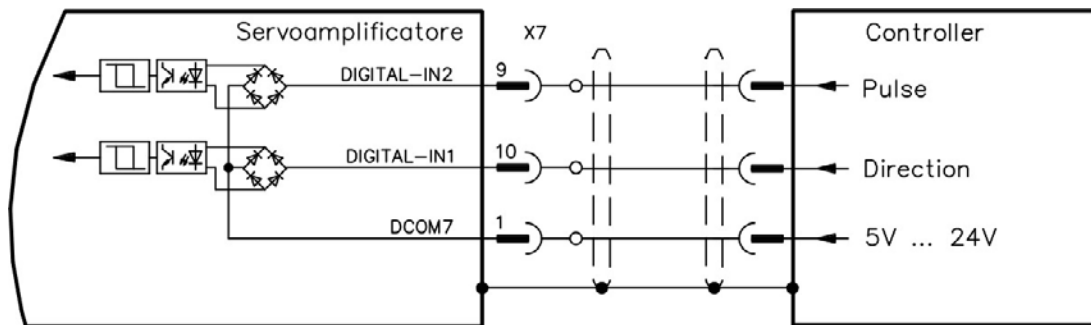 Servoamplificatore X7 Controller
DIGITAL-IN2 9 Pulse
DIGITAL-IN1 10 Direction
DCOM7 1 5V ... 24V